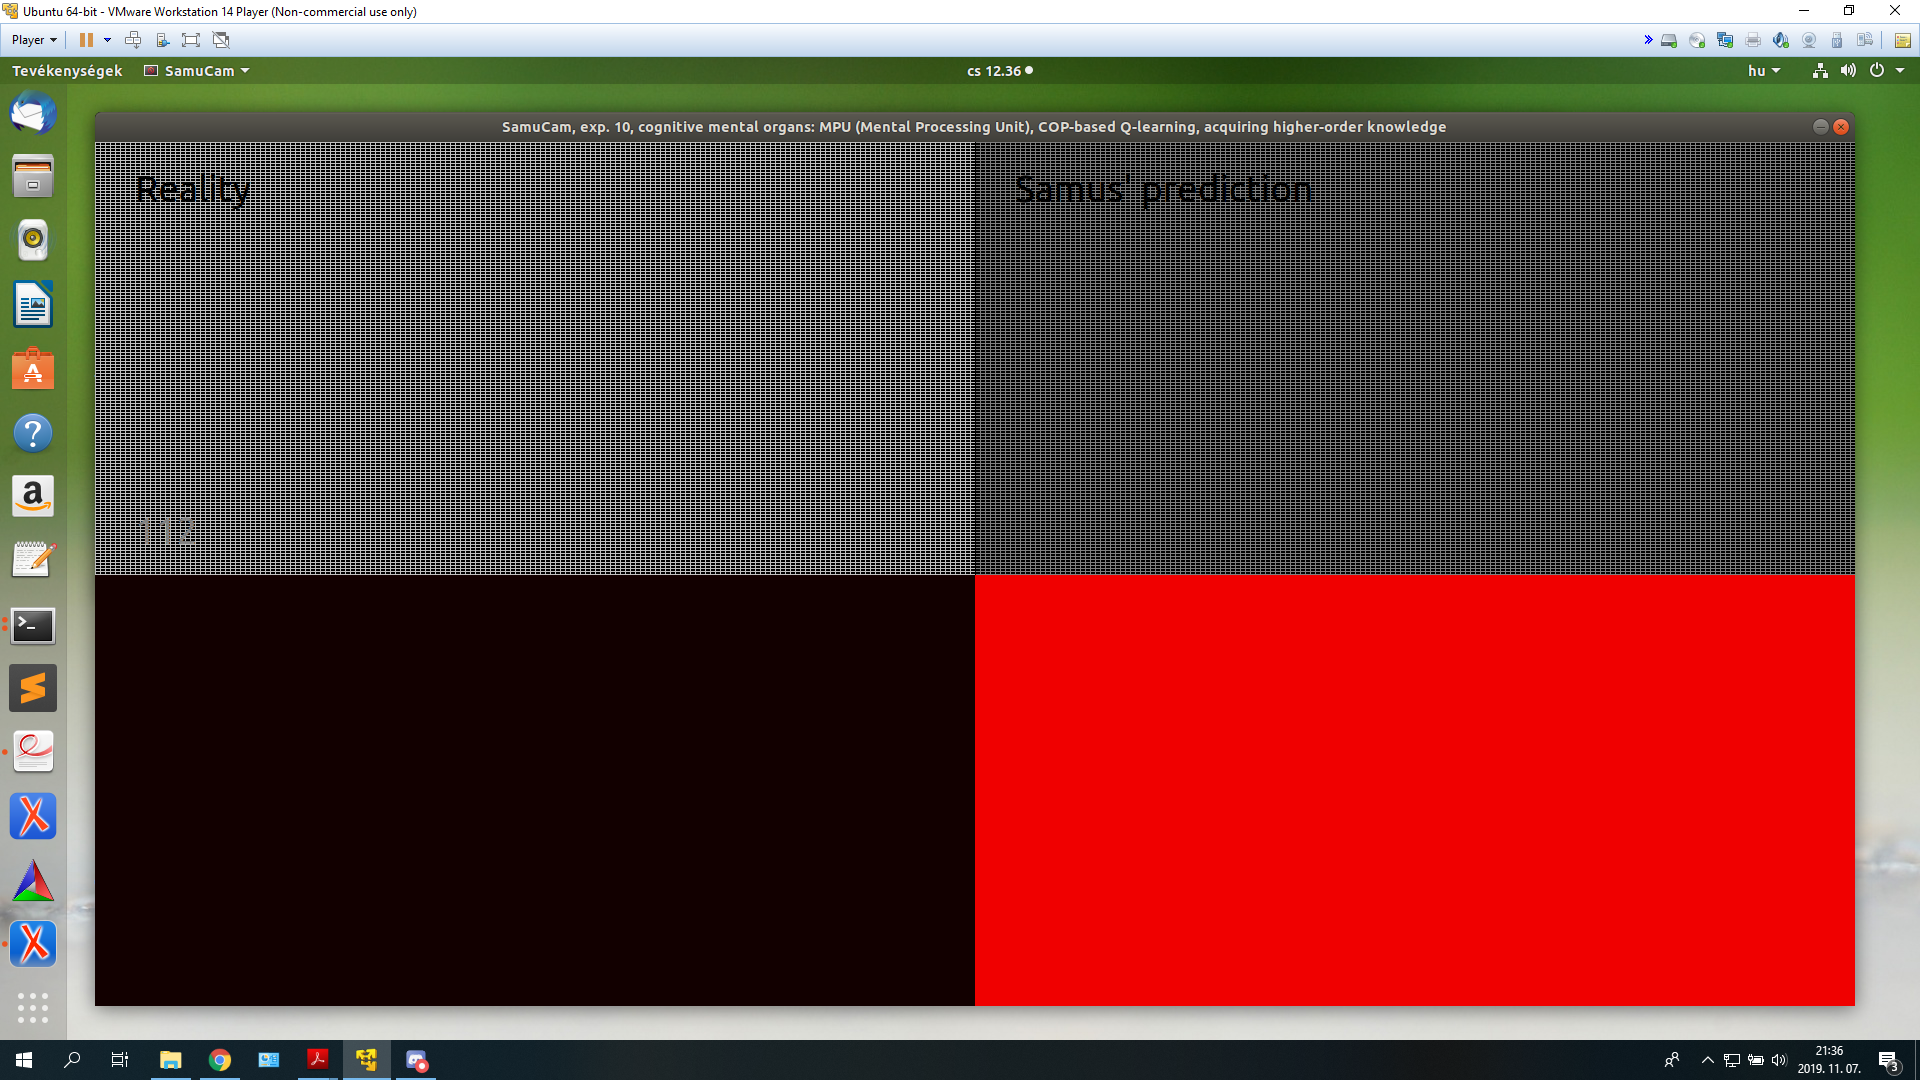 Ubuntu 64-bit - VMware Workstation 14 Player (Non-commercial use only)
Player
Tevékenységek
SamuCam
cs 12.36
hu
SamuCam, exp. 10, cognitive mental organs: MPU (Mental Processing Unit), COP-based Q-learning, acquiring higher-order knowledge
Reality
Samus' prediction
112
21:36
2019. 11. 07.
3